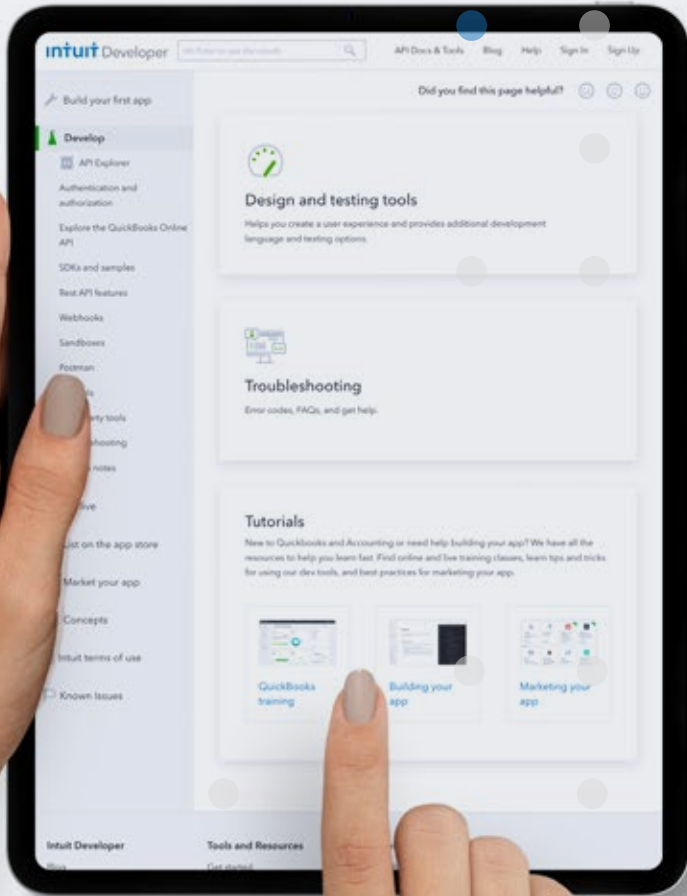 ıntuıt Developer
API Docs & Tools Blog Help Sign In Sign Up
Did you find this page helpful?
Build your first app
Develop
API Explorer
Authentication and
authorization
Explore the QuickBooks Online
API
SDKs and samples
Rest API features
Webhooks
Sandboxes
Postman
notes
live
List on the app store
Market your app
Concepts
Intuit terms of use
Known Issues
Design and testing tools
Helps you create a user experience and provides additional development
language and testing options.
Troubleshooting
Error codes, FAQs, and get help.
Tutorials
New to Quickbooks and Accounting or need help building your app? We have all the
resources to help you learn fast. Find online and live training classes, learn tips and tricks
for using our dev tools, and best practices for marketing your app.
QuickBooks
training
Building your
app
Marketing your
app
Intuit Developer
Blog
Tools and Resources
Get started